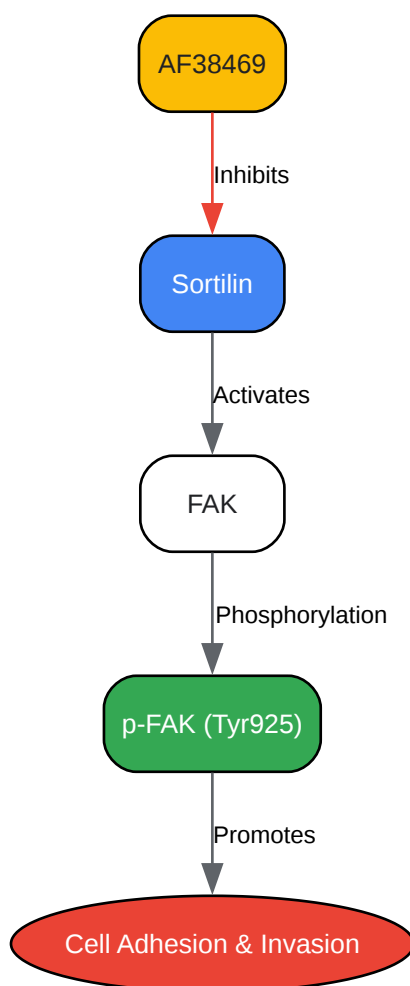 AF38469
Inhibits
Sortilin
Activates
FAK
Phosphorylation
p-FAK (Tyr925)
Promotes
Cell Adhesion & Invasion